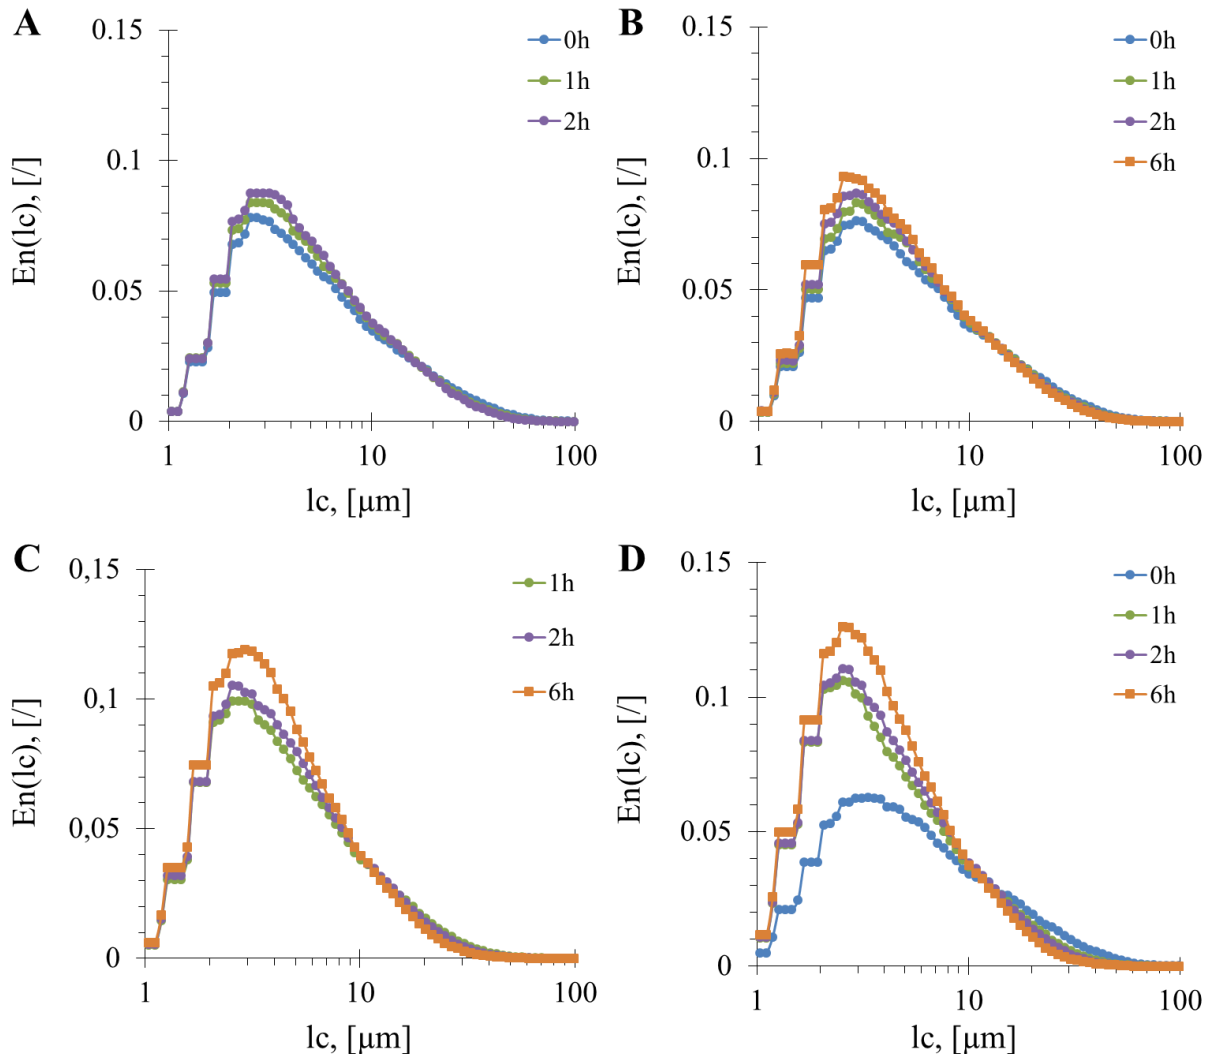 A
0.15
0.1
0.05
0
En(lc), [/]
0h
1h
2h
1
10
100
lc, [μm]
B
0.15
0.1
0.05
0
En(lc), [/]
0h
1h
2h
6h
1
10
100
lc, [μm]
C
0,15
0,1
0,05
0
En(lc), [/]
1h
2h
6h
1
10
100
lc, [μm]
D
0.15
0.1
0.05
0
En(lc), [/]
0h
1h
2h
6h
1
10
100
lc, [μm]